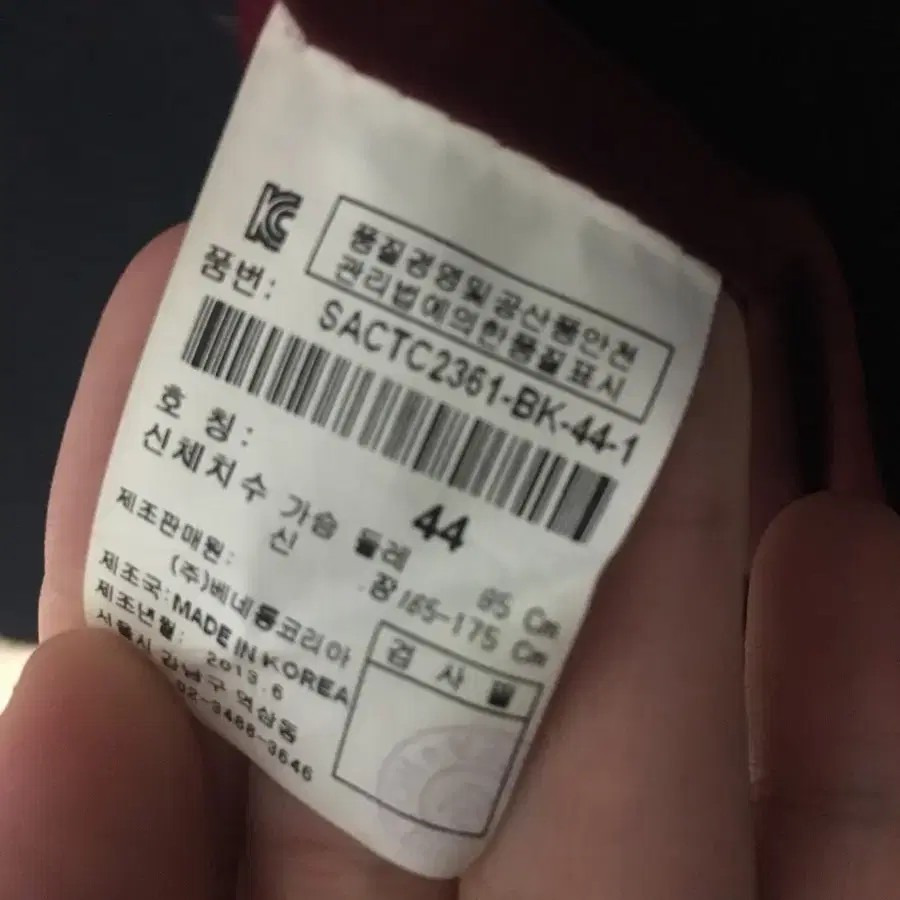 KC
품질경영및공산품안전
관리법에의한품질표시
품번:
SACTC2361-BK-44-1
호 칭: 44
신체치수 가슴 둘레 85 Cm
신 장 165-175 Cm
제조판매원: (주)베네통코리아
제조국: MADE IN KOREA
제조년월: 2013.6
서울시 강남구 역삼동
02-3488-3646
검 사 필